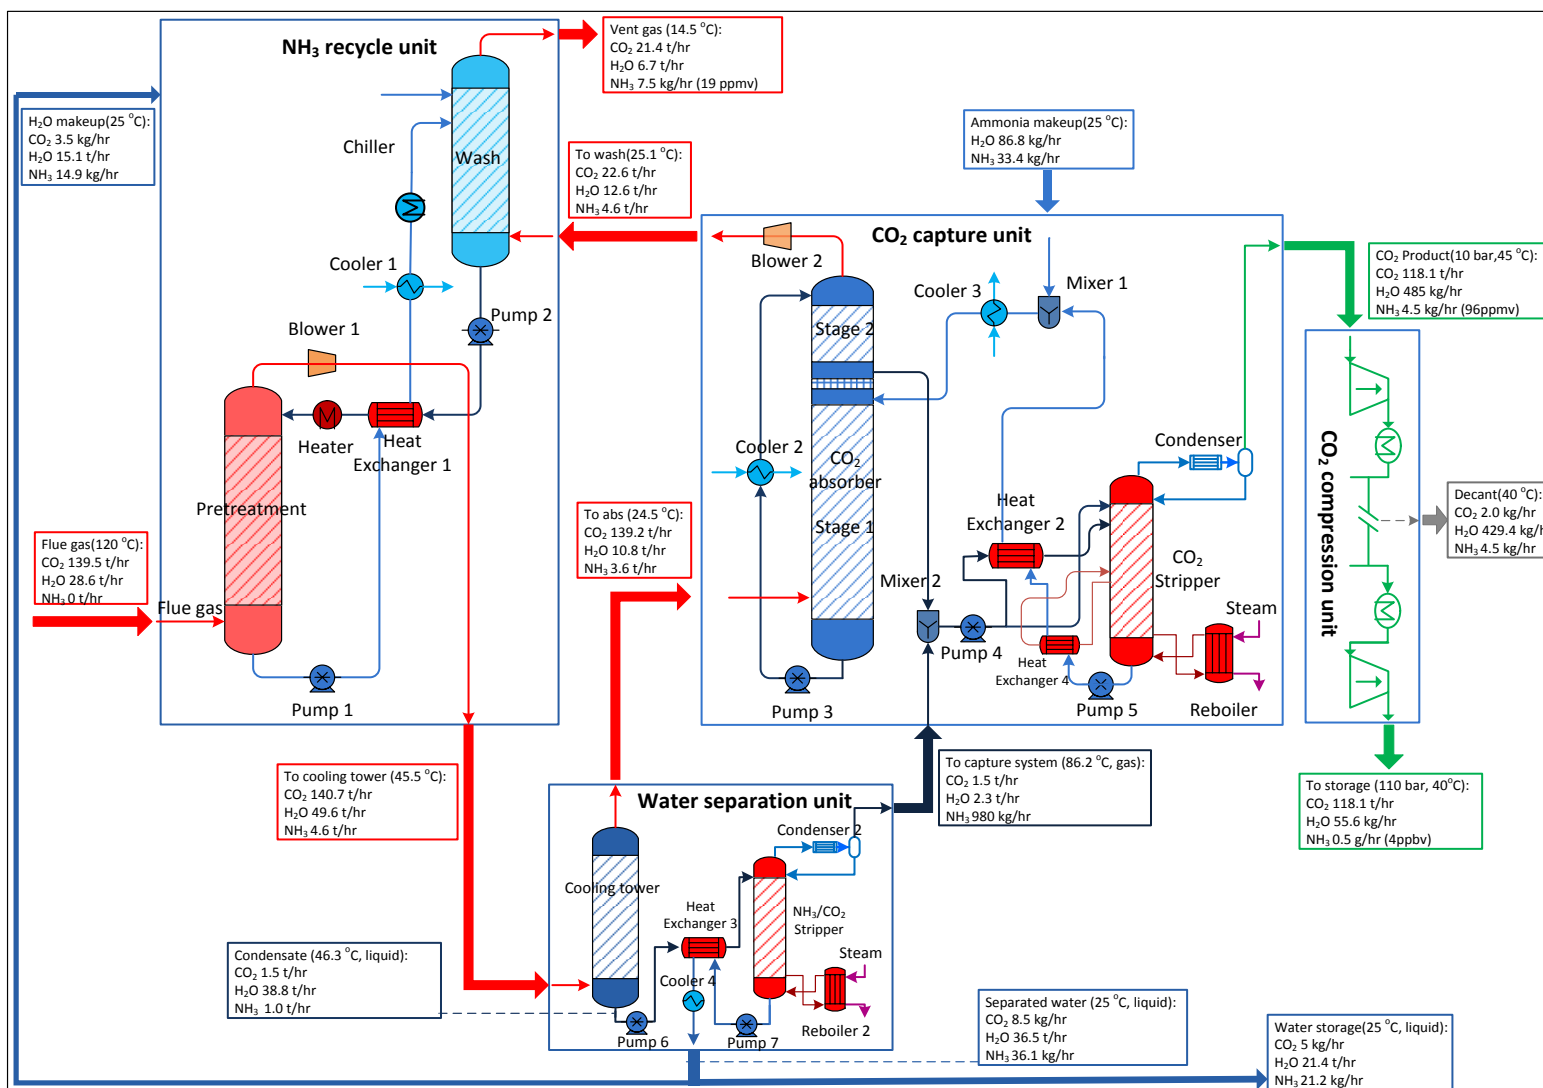 NH₃ recycle unit
Vent gas (14.5 °C):
CO₂ 21.4 t/hr
H₂O 6.7 t/hr
NH₃ 7.5 kg/hr (19 ppmv)
H₂O makeup(25 °C):
CO₂ 3.5 kg/hr
H₂O 15.1 t/hr
NH₃ 14.9 kg/hr
Chiller
Wash
To wash(25.1 °C):
CO₂ 22.6 t/hr
H₂O 12.6 t/hr
NH₃ 4.6 t/hr
Ammonia makeup(25 °C):
H₂O 86.8 kg/hr
NH₃ 33.4 kg/hr
CO₂ capture unit
Blower 2
Cooler 1
Pump 2
Blower 1
Cooler 3
Mixer 1
CO₂ Product(10 bar,45 °C):
CO₂ 118.1 t/hr
H₂O 485 kg/hr
NH₃ 4.5 kg/hr (96ppmv)
Stage 2
Heater
Heat
Exchanger 1
Pretreatment
Cooler 2
CO₂
absorber
Stage 1
Condenser
Heat
Exchanger 2
CO₂ compression unit
Decant(40 °C):
CO₂ 2.0 kg/hr
H₂O 429.4 kg/h
NH₃ 4.5 kg/hr
Flue gas(120 °C):
CO₂ 139.5 t/hr
H₂O 28.6 t/hr
NH₃ 0 t/hr
Flue gas
To abs (24.5 °C):
CO₂ 139.2 t/hr
H₂O 10.8 t/hr
NH₃ 3.6 t/hr
CO₂
Stripper
Mixer 2
Steam
Pump 4
Heat
Exchanger 4
Pump 1
Pump 3
Pump 5
Reboiler
To cooling tower (45.5 °C):
CO₂ 140.7 t/hr
H₂O 49.6 t/hr
NH₃ 4.6 t/hr
To capture system (86.2 °C, gas):
CO₂ 1.5 t/hr
H₂O 2.3 t/hr
NH₃ 980 kg/hr
To storage (110 bar, 40°C):
CO₂ 118.1 t/hr
H₂O 55.6 kg/hr
NH₃ 0.5 g/hr (4ppbv)
Water separation unit
Condenser 2
Cooling tower
Heat
Exchanger 3
NH₃/CO₂
Stripper
Condensate (46.3 °C, liquid):
CO₂ 1.5 t/hr
H₂O 38.8 t/hr
NH₃ 1.0 t/hr
Steam
Cooler 4
Reboiler 2
Pump 6
Pump 7
Separated water (25 °C, liquid):
CO₂ 8.5 kg/hr
H₂O 36.5 t/hr
NH₃ 36.1 kg/hr
Water storage(25 °C, liquid):
CO₂ 5 kg/hr
H₂O 21.4 t/hr
NH₃ 21.2 kg/hr